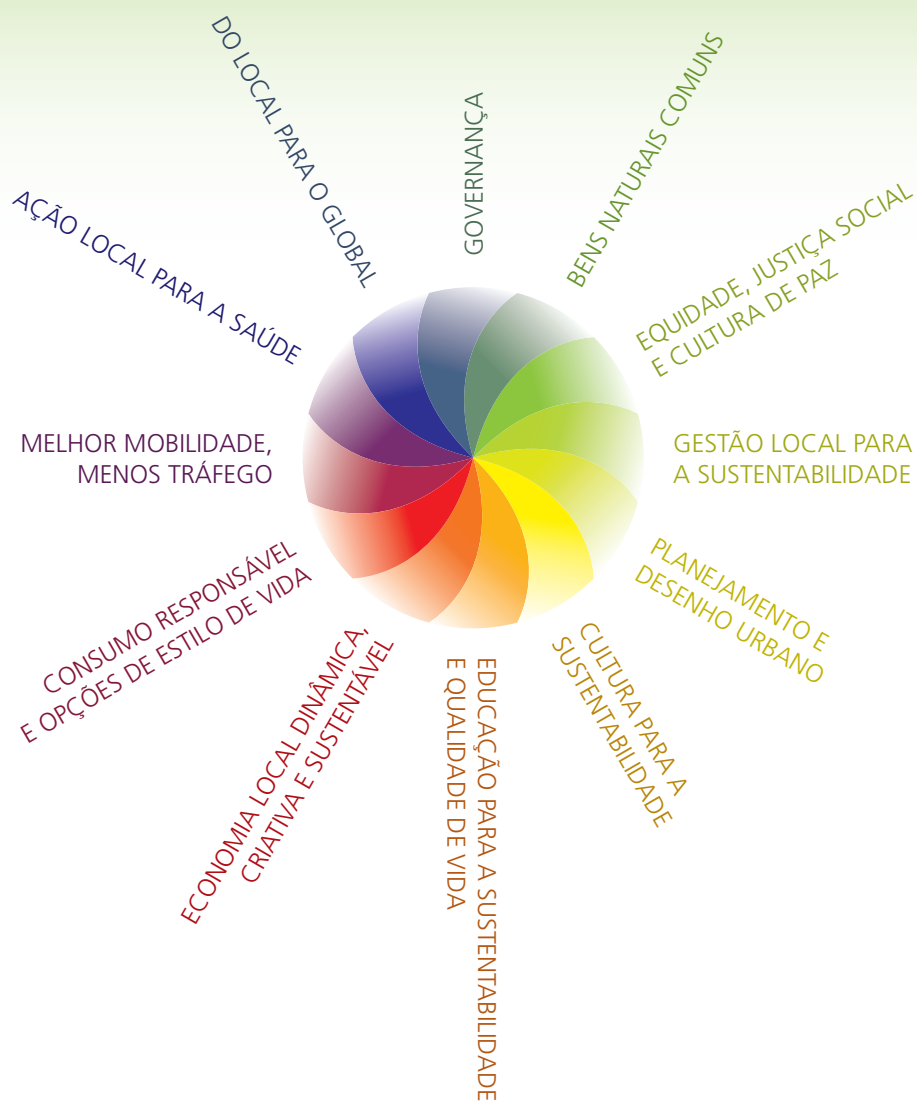 GOVERNANÇA
BENS NATURAIS COMUNS
EQUIDADE, JUSTIÇA SOCIAL
E CULTURA DE PAZ
GESTÃO LOCAL PARA
A SUSTENTABILIDADE
PLANEJAMENTO E
DESENHO URBANO
CULTURA PARA A
SUSTENTABILIDADE
EDUCAÇÃO PARA A SUSTENTABILIDADE
E QUALIDADE DE VIDA
ECONOMIA LOCAL DINÂMICA,
CRIATIVA E SUSTENTÁVEL
CONSUMO RESPONSÁVEL
E OPÇÕES DE ESTILO DE VIDA
MELHOR MOBILIDADE,
MENOS TRÁFEGO
AÇÃO LOCAL PARA A SAÚDE
DO LOCAL PARA O GLOBAL